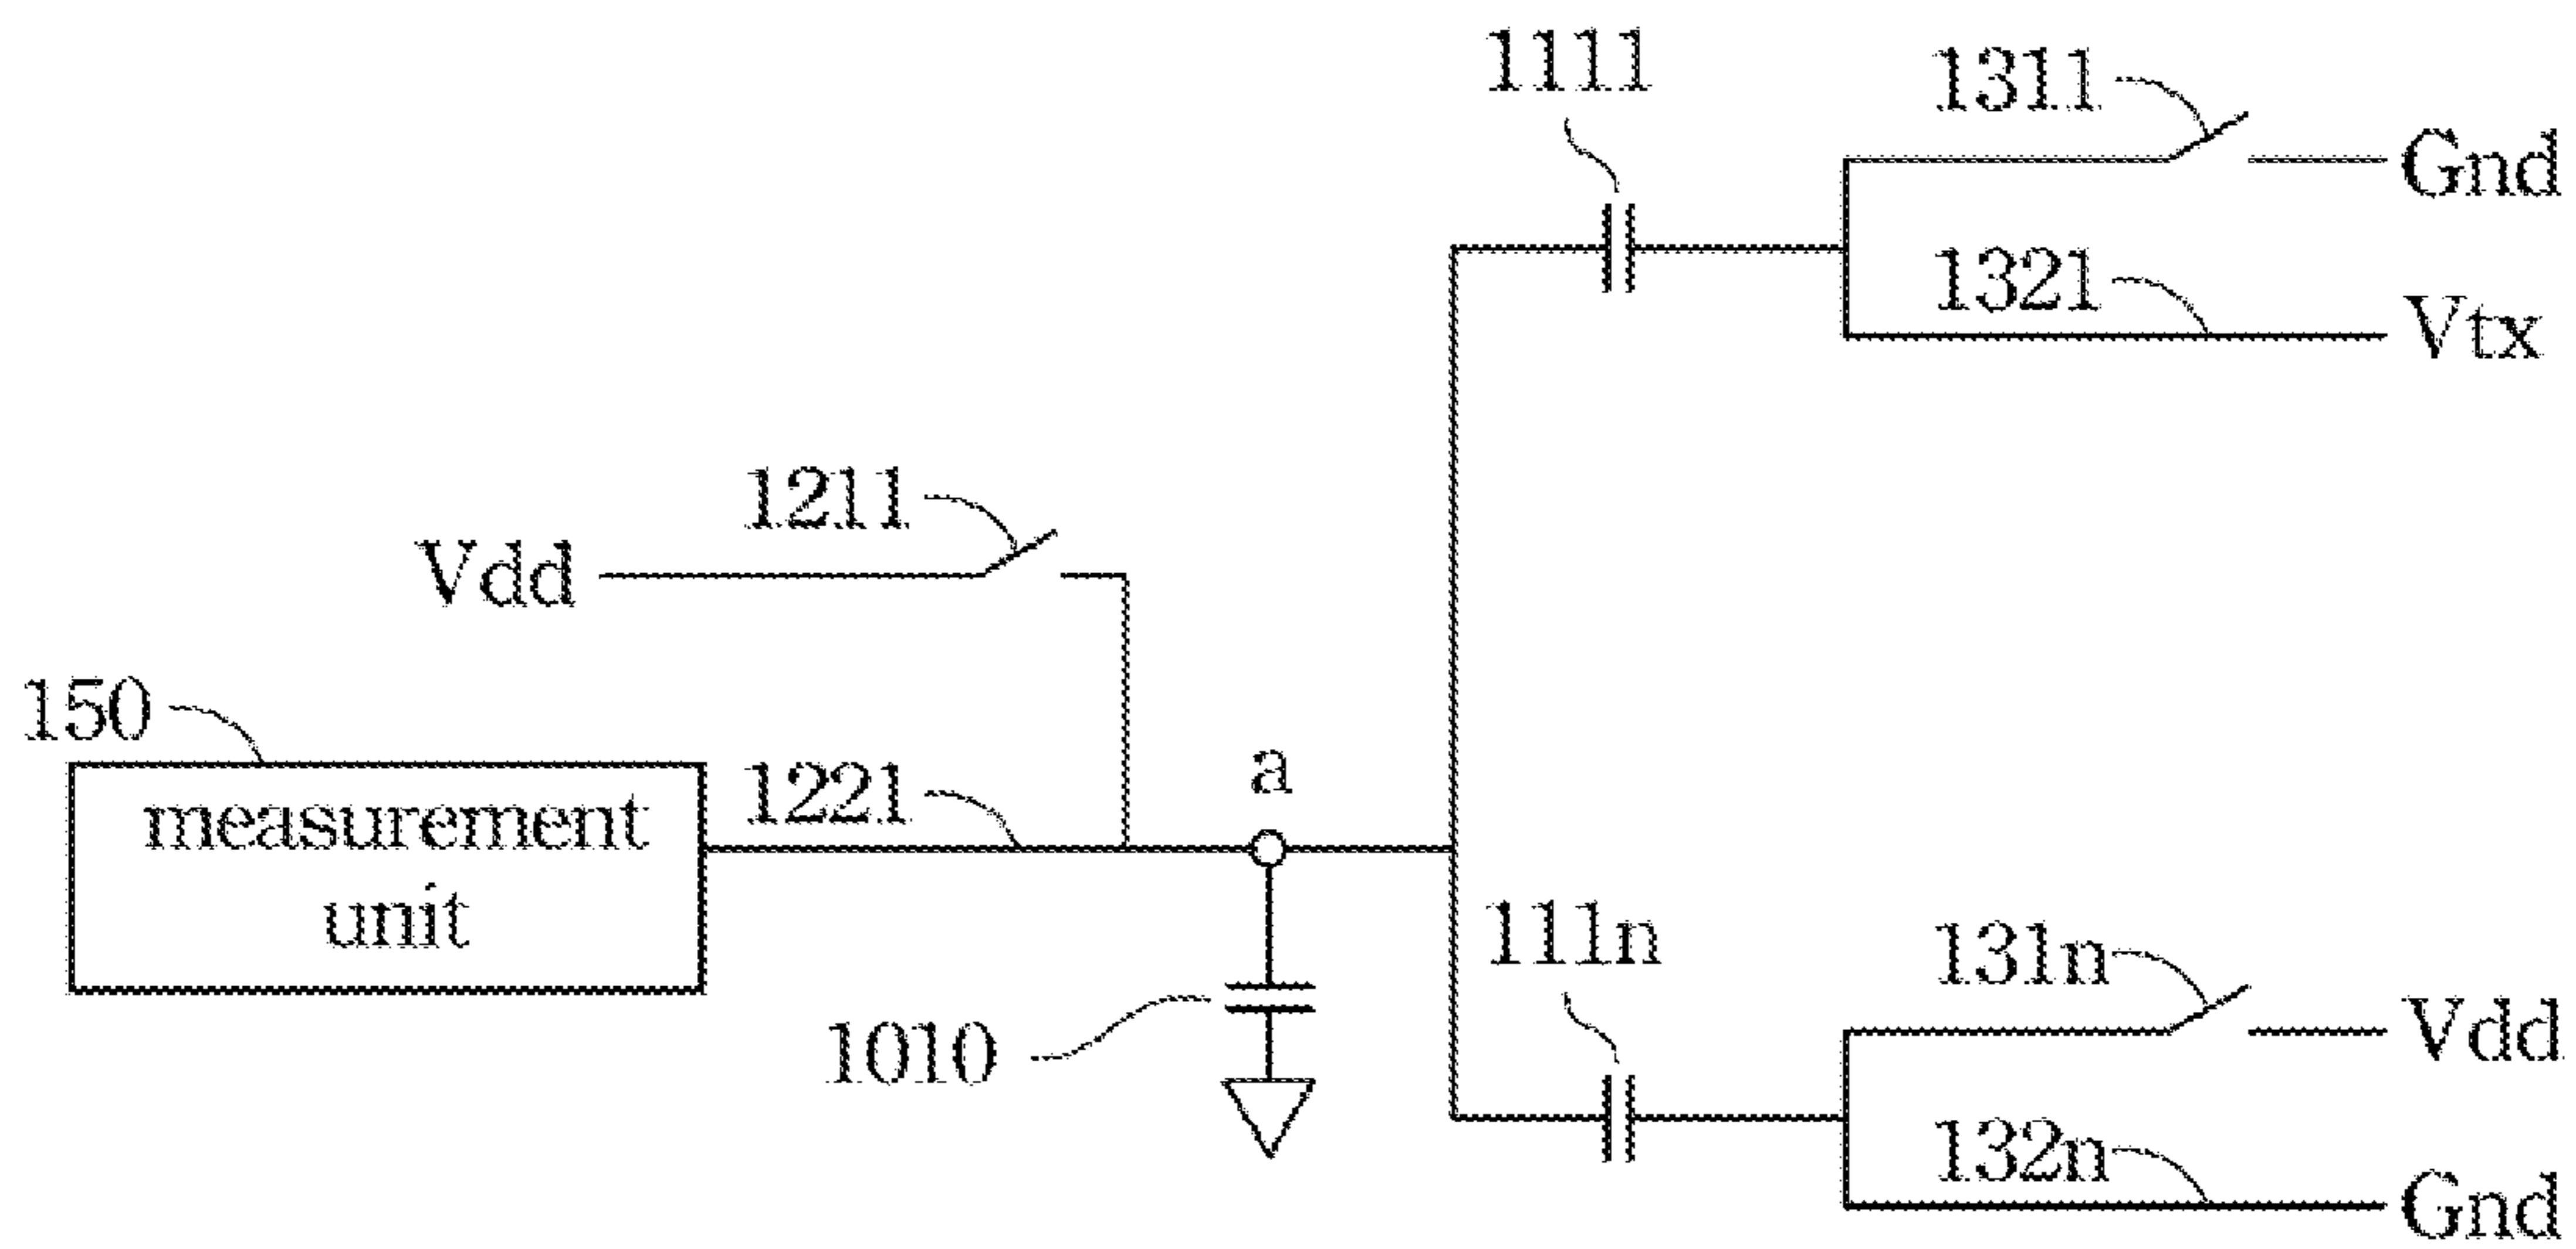 1111
1311
Gnd
1321
Vtx
1211
Vdd
150
measurement
unit
1221
a
1010
111n
131n
Vdd
132n
Gnd